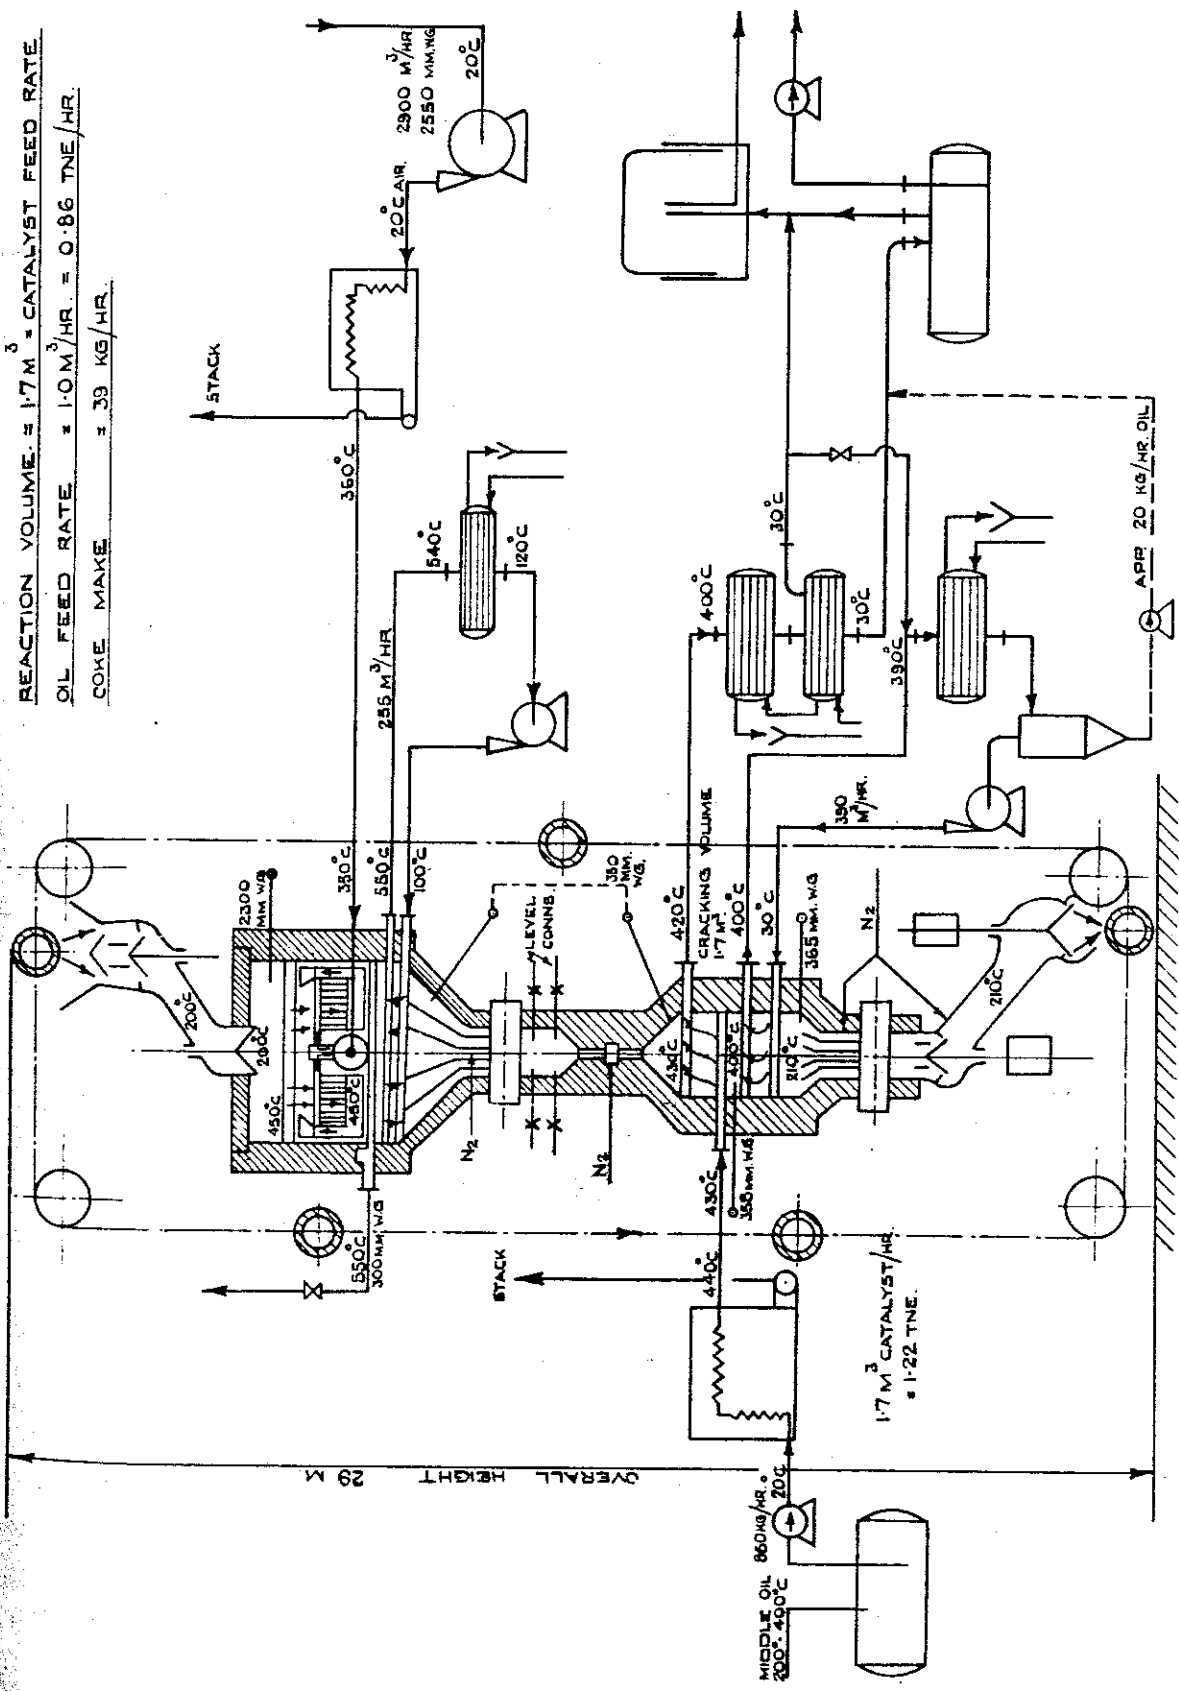 REACTION VOLUME. = 1·7 M³ = CATALYST FEED RATE
OIL FEED RATE = 1·0 M³/HR. = 0·86 TNE/HR.
COKE MAKE = 39 KG/HR.
STACK
20°C AIR.
2900 M³/HR.
2550 MM.WG
20°C
360°C
540°C
120°C
256 M³/HR
200°C
200°C
2300
MM W.G
350°C
550°C
100°C
450°C
450°C
N2
550°C
300 MM. W.G
LEVEL
CONNS.
350
MM.
W.G.
N2
STACK
420°C
CRACKING VOLUME
1·7 M³.
400°C
30°C
365 MM. W.G
430°C
400°C
210°C
430°C
358 MM. W.G
440°C
400°C
30°C
30°C
390°C
390
M³/HR.
APP. 20 KG/HR. OIL
N2
210°C
1·7 M³ CATALYST/HR.
= 1·22 TNE.
OVERALL HEIGHT 29 M.
MIDDLE OIL
200°-400°C
860 KG/HR.
20°C